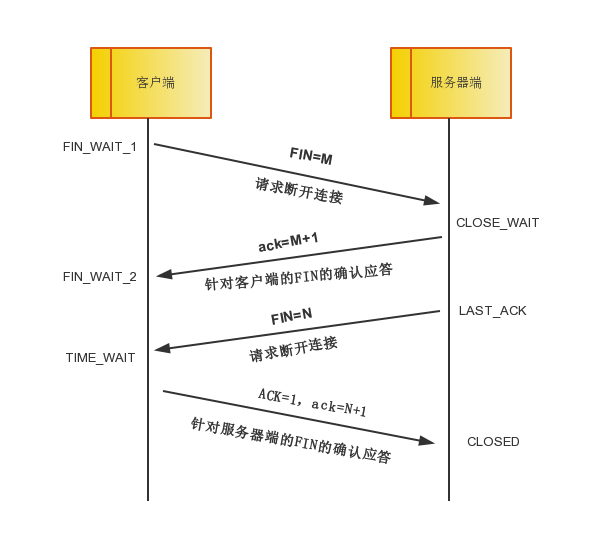 客户端
服务器端
FIN_WAIT_1
FIN=M
请求断开连接
CLOSE_WAIT
ack=M+1
针对客户端的FIN的确认应答
FIN_WAIT_2
FIN=N
LAST_ACK
请求断开连接
TIME_WAIT
ACK=1, ack=N+1
针对服务器端的FIN的确认应答
CLOSED